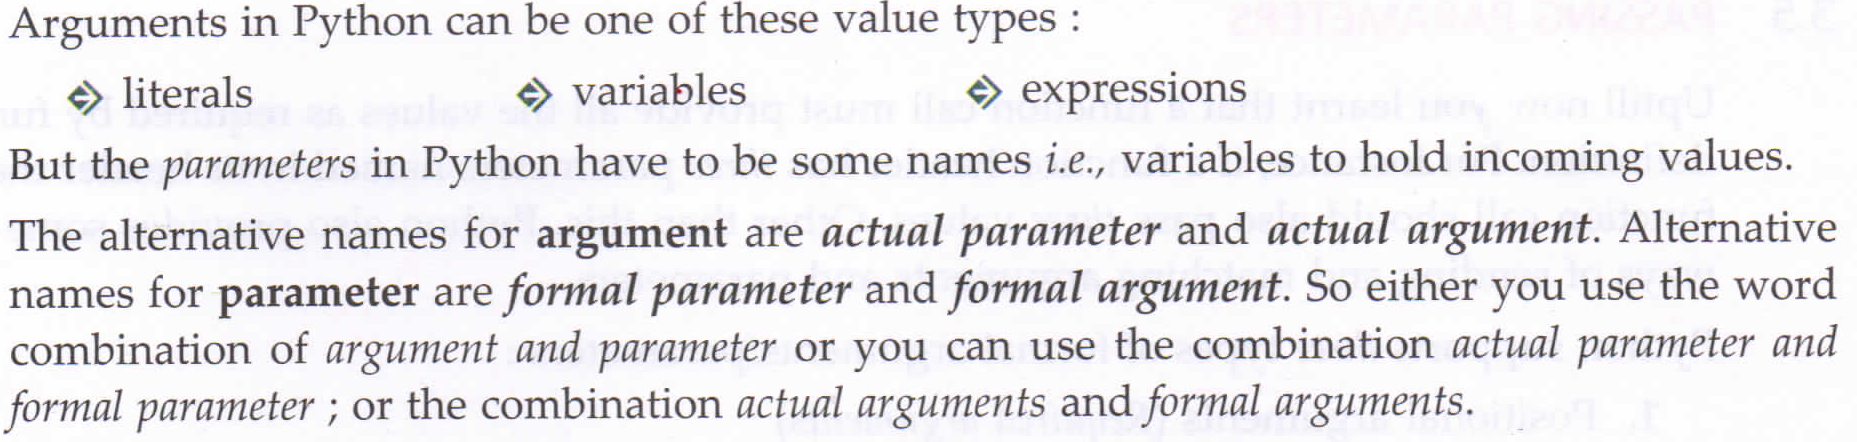 Arguments in Python can be one of these value types :
literals variables expressions
But the parameters in Python have to be some names i.e., variables to hold incoming values.
The alternative names for argument are actual parameter and actual argument. Alternative
names for parameter are formal parameter and formal argument. So either you use the word
combination of argument and parameter or you can use the combination actual parameter and
formal parameter ; or the combination actual arguments and formal arguments.